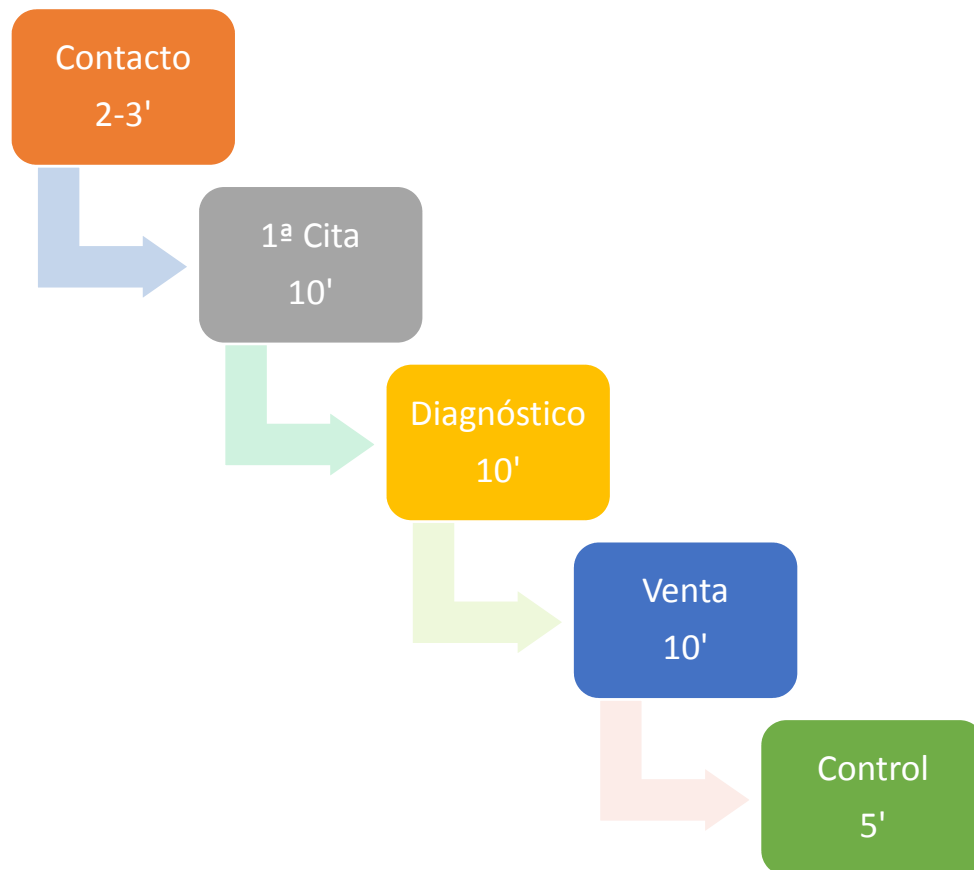 Contacto
2-3'
1ª Cita
10'
Diagnóstico
10'
Venta
10'
Control
5'